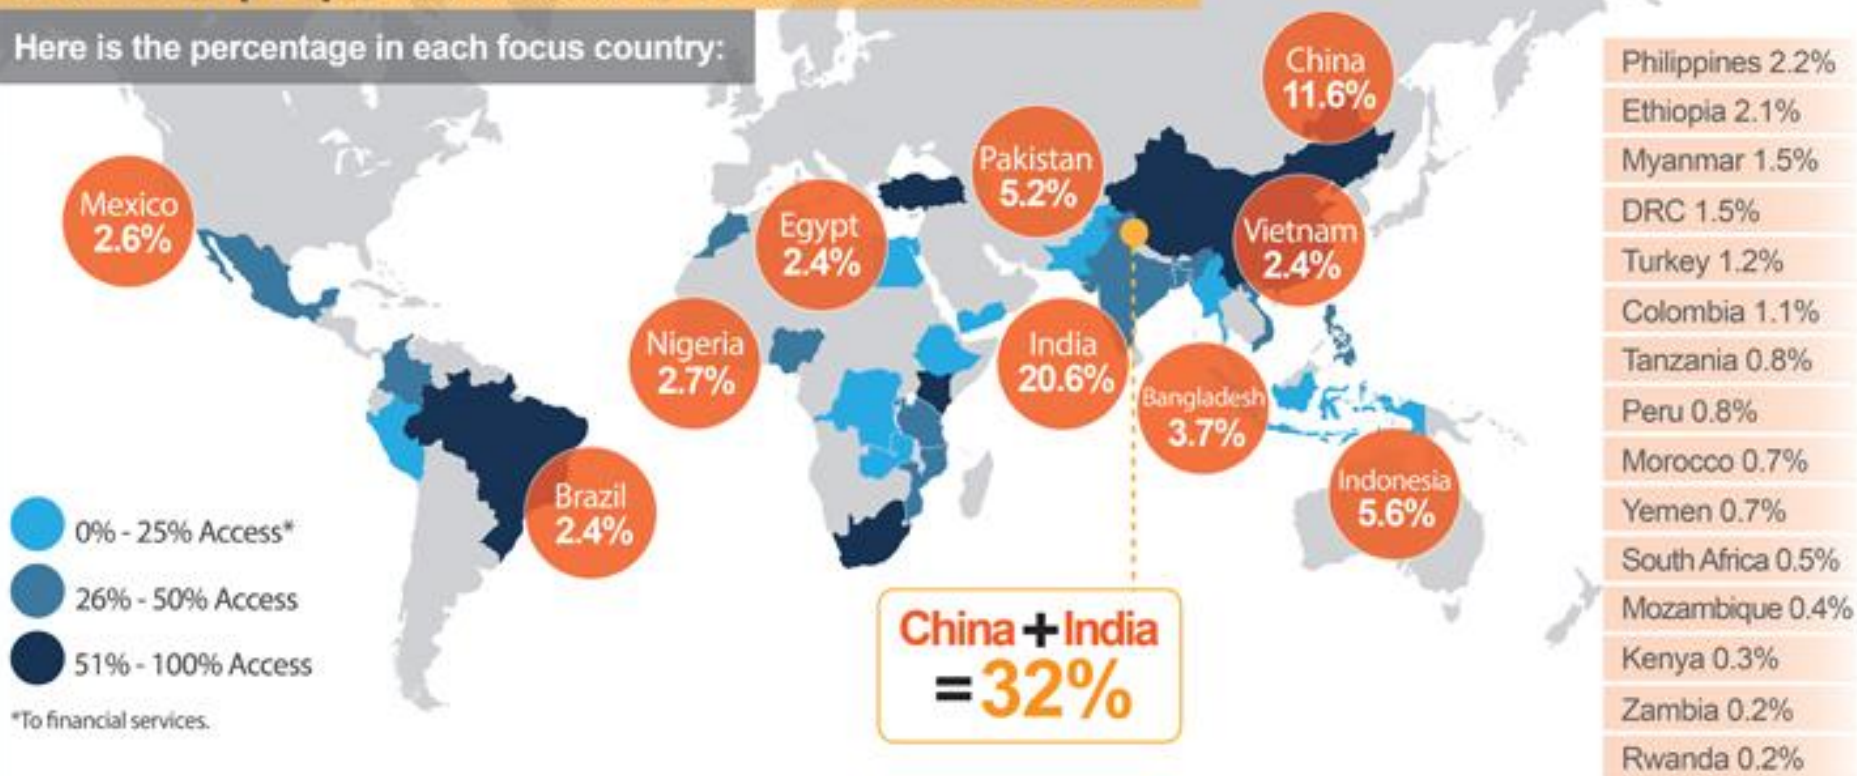 Here is the percentage in each focus country:
China
11.6%
Pakistan
5.2%
Mexico
2.6%
Egypt
2.4%
Vietnam
2.4%
Nigeria
2.7%
India
20.6%
Bangladesh
3.7%
Indonesia
5.6%
Brazil
2.4%
0% - 25% Access*
26% - 50% Access
51% - 100% Access
*To financial services.
China + India
= 32%
Philippines 2.2%
Ethiopia 2.1%
Myanmar 1.5%
DRC 1.5%
Turkey 1.2%
Colombia 1.1%
Tanzania 0.8%
Peru 0.8%
Morocco 0.7%
Yemen 0.7%
South Africa 0.5%
Mozambique 0.4%
Kenya 0.3%
Zambia 0.2%
Rwanda 0.2%